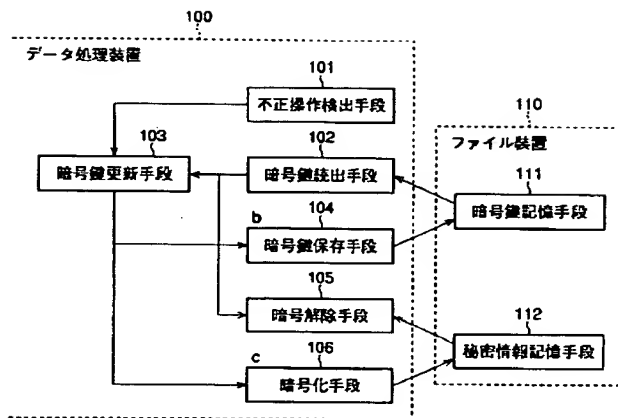 100
データ処理装置
101
不正操作検出手段
110
103
102
ファイル装置
暗号鍵更新手段
暗号鍵読出手段
111
b
104
暗号鍵記憶手段
暗号鍵保存手段
105
暗号解除手段
112
c
106
秘密情報記憶手段
暗号化手段